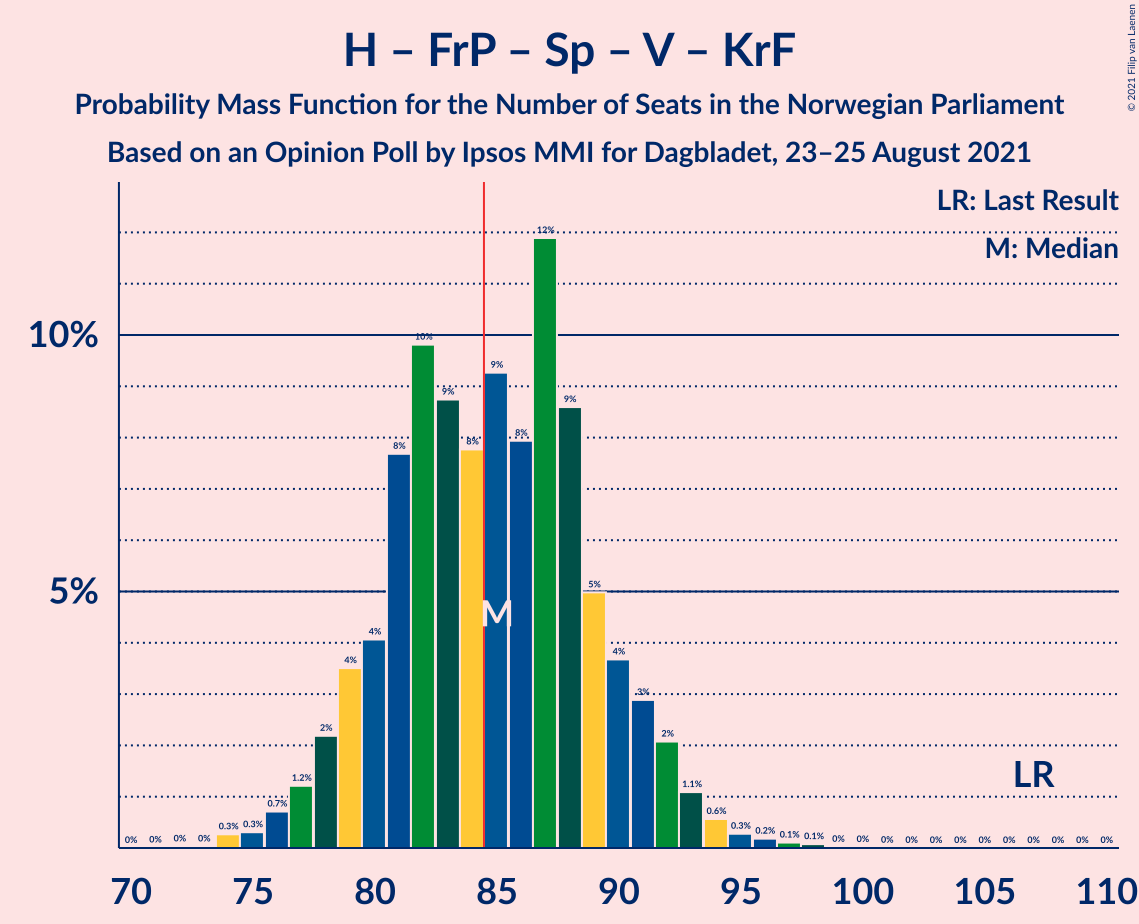 H – FrP – Sp – V – KrF
Probability Mass Function for the Number of Seats in the Norwegian Parliament
Based on an Opinion Poll by Ipsos MMI for Dagbladet, 23–25 August 2021
© 2021 Filip van Laenen
LR: Last Result
M: Median
10%
5%
0% 0% 0% 0% 0.3% 0.3% 0.7% 1.2% 2% 4% 4% 8% 10% 9% 8% 9% 8% 12% 9% 5% 4% 3% 2% 1.1% 0.6% 0.3% 0.2% 0.1% 0.1% 0% 0% 0% 0% 0% 0% 0% 0% 0% 0% 0% 0%
M
LR
70 75 80 85 90 95 100 105 110